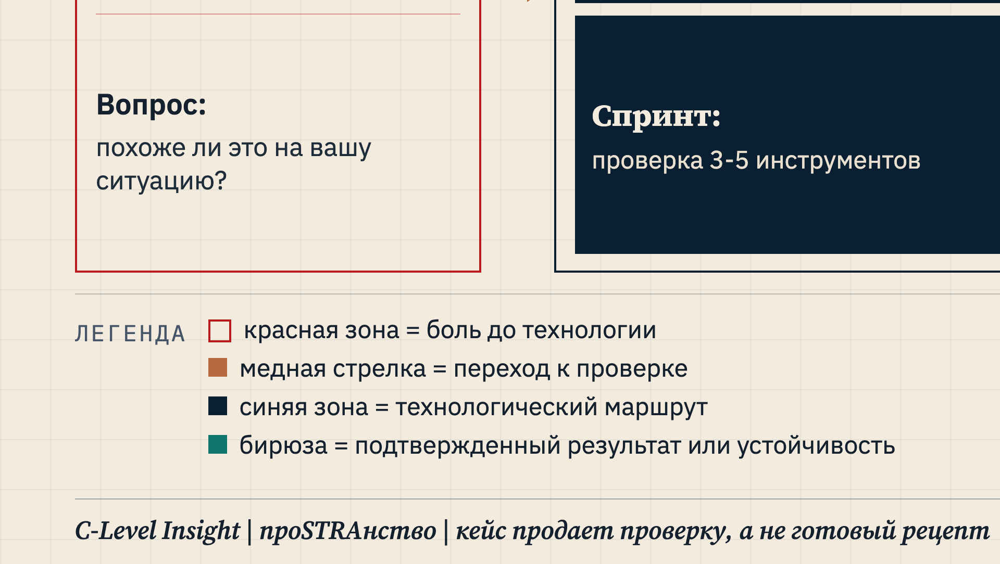 Вопрос:
похоже ли это на вашу
ситуацию?
Спринт:
проверка 3-5 инструментов
ЛЕГЕНДА
красная зона = боль до технологии
медная стрелка = переход к проверке
синяя зона = технологический маршрут
бирюза = подтвержденный результат или устойчивость
C-Level Insight | проSTRAнство | кейс продает проверку, а не готовый рецепт